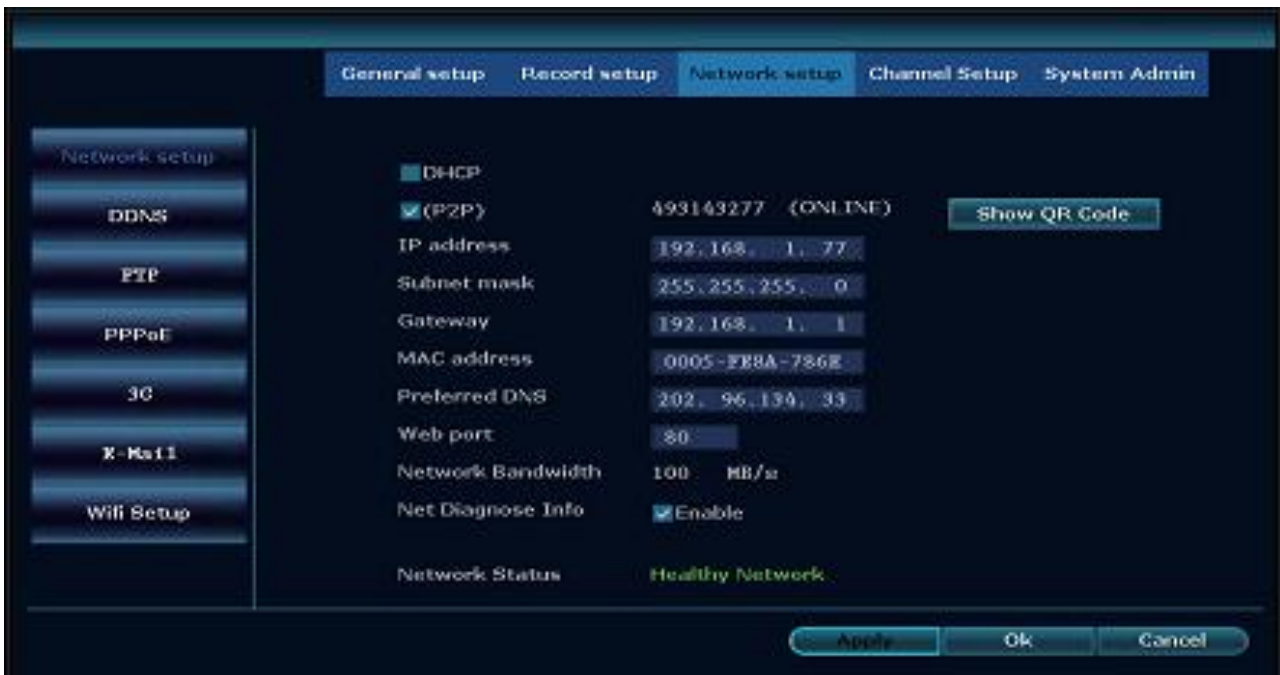 General setup Record setup Network setup Channel Setup System Admin
Network setup
DDNS
FTP
PPPoE
3G
E-Mail
Wifi Setup
DHCP
(P2P) 493143277 (ONLINE) Show QR Code
IP address 192.168. 1. 77
Subnet mask 255.255.255. 0
Gateway 192.168. 1. 1
MAC address 0005-FE8A-786E
Preferred DNS 202. 96.134. 33
Web port 80
Network Bandwidth 100 MB/s
Net Diagnose Info Enable
Network Status Healthy Network
Apply Ok Cancel